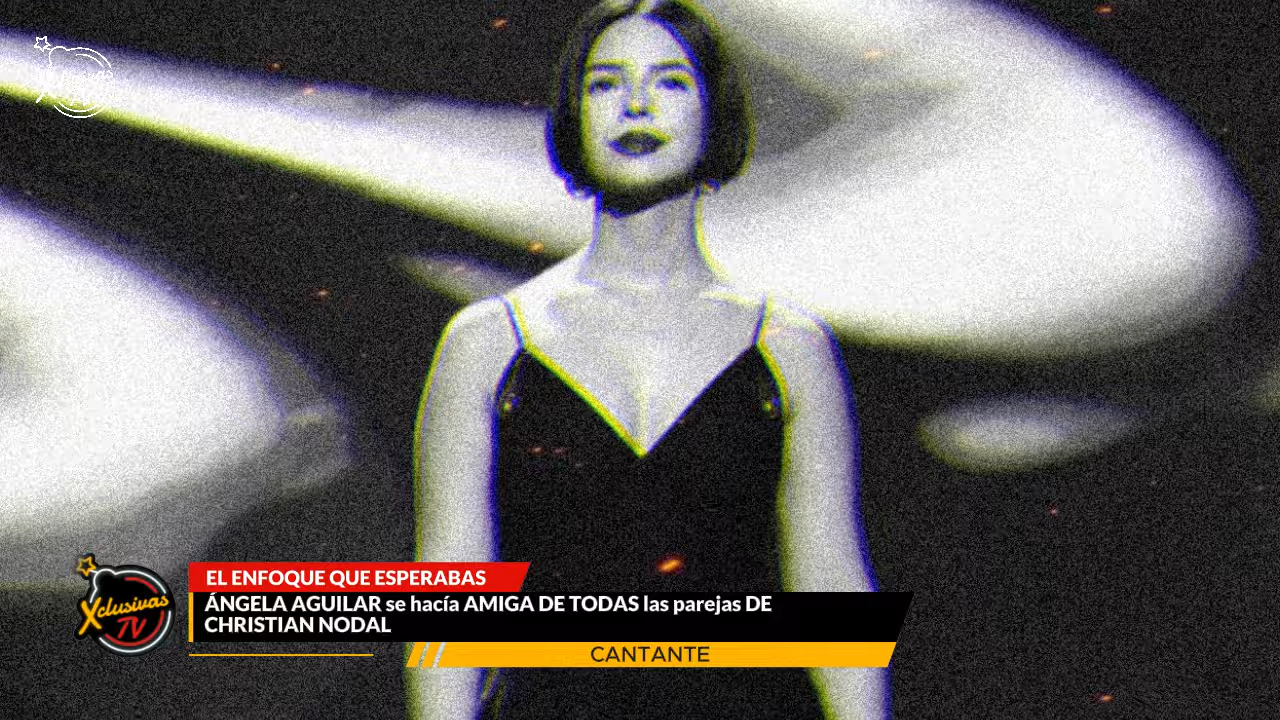 EL ENFOQUE QUE ESPERABAS
ÁNGELA AGUILAR se hacía AMIGA DE TODAS las parejas DE
CHRISTIAN NODAL
Xclusivas
TV
CANTANTE